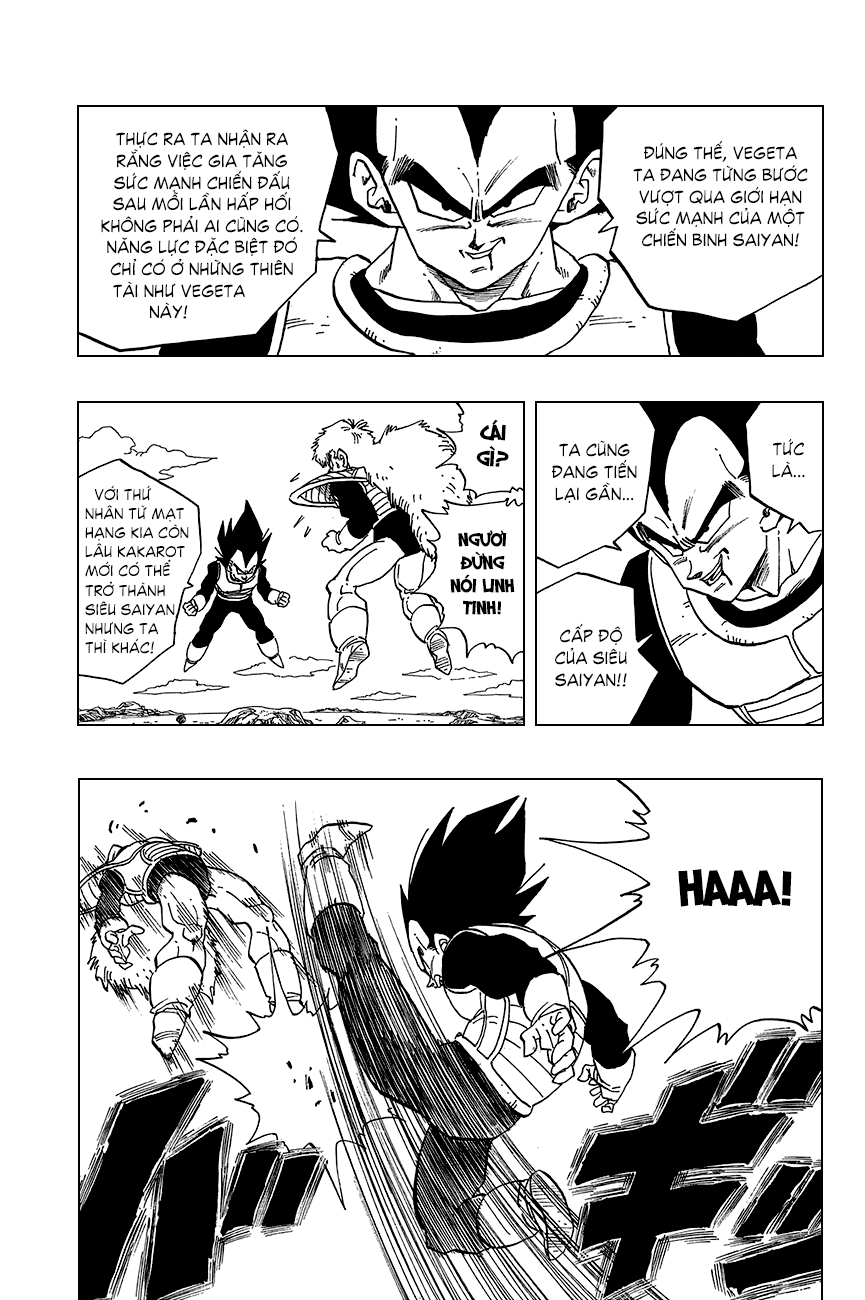 ĐÚNG THẾ, VEGETA
TA ĐANG TỪNG BƯỚC
VƯỢT QUA GIỚI HẠN
SỨC MẠNH CỦA MỘT
CHIẾN BINH SAIYAN!
THỰC RA TA NHẬN RA
RẰNG VIỆC GIA TĂNG
SỨC MẠNH CHIẾN ĐẤU
SAU MỖI LẦN HẤP HỐI
KHÔNG PHẢI AI CŨNG CÓ.
NĂNG LỰC ĐẶC BIỆT ĐÓ
CHỈ CÓ Ở NHỮNG THIÊN
TÀI NHƯ VEGETA
NÀY!
TỨC
LÀ...
TA CŨNG
ĐANG TIẾN
LẠI GẦN...
CẤP ĐỘ
CỦA SIÊU
SAIYAN!!
CÁI
GÌ?
NGƯƠI
ĐỪNG
NÓI LINH
TINH!
VỚI THỨ
NHÂN TỪ MẠT
HẠNG KIA CÒN
LÂU KAKAROT
MỚI CÓ THỂ
TRỞ THÀNH
SIÊU SAIYAN
NHƯNG TA
THÌ KHÁC!
HAAA!
バギ